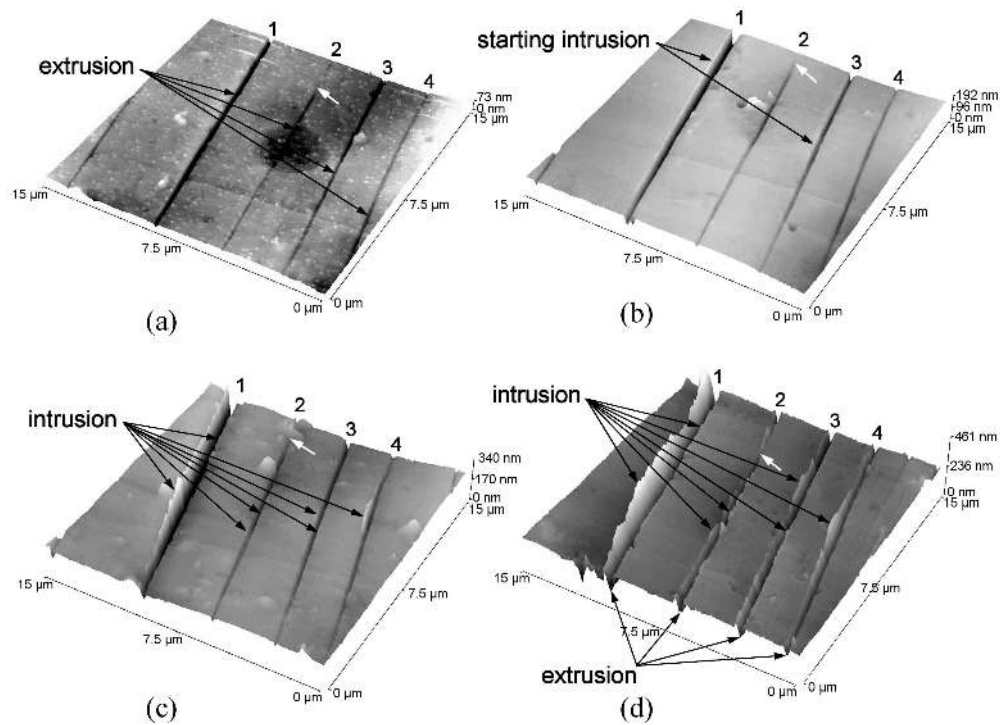 1
2
3
4
extrusion
73 nm
0 nm
15 µm
7.5 µm
0 µm
15 µm
7.5 µm
0 µm
(a)
1
2
3
4
starting intrusion
192 nm
96 nm
0 nm
15 µm
7.5 µm
0 µm
15 µm
7.5 µm
0 µm
(b)
1
2
3
4
intrusion
340 nm
170 nm
0 nm
15 µm
7.5 µm
0 µm
15 µm
7.5 µm
0 µm
(c)
1
2
3
4
intrusion
461 nm
236 nm
0 nm
15 µm
7.5 µm
0 µm
15 µm
7.5 µm
0 µm
extrusion
(d)